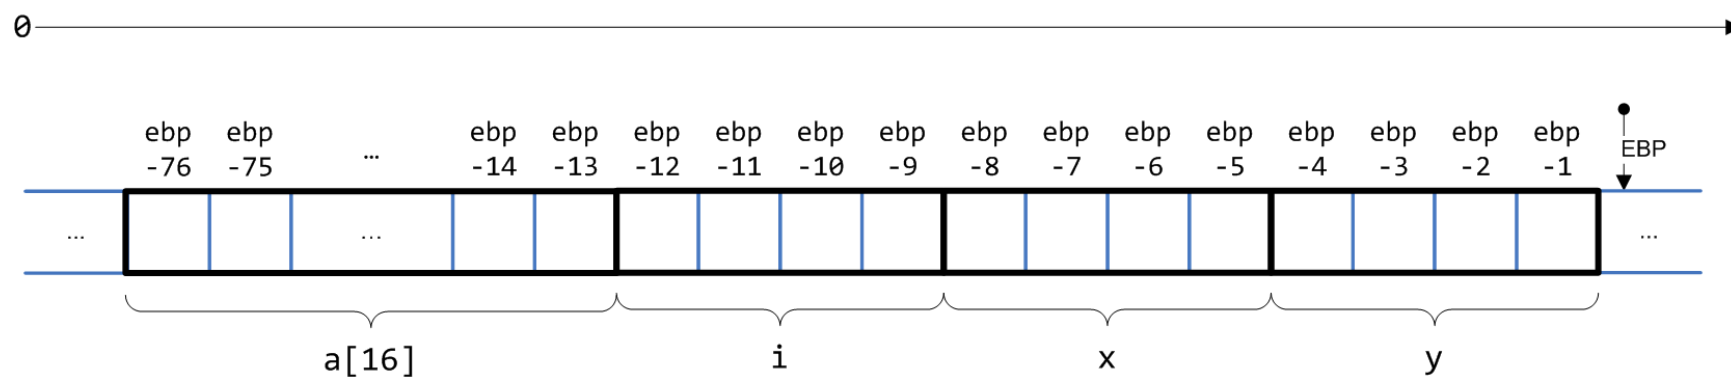 0
ebp ebp ebp ebp ebp ebp ebp ebp ebp ebp ebp ebp ebp ebp ebp ebp
-76 -75 ... -14 -13 -12 -11 -10 -9 -8 -7 -6 -5 -4 -3 -2 -1 EBP
... ... ...
a[16] i x y